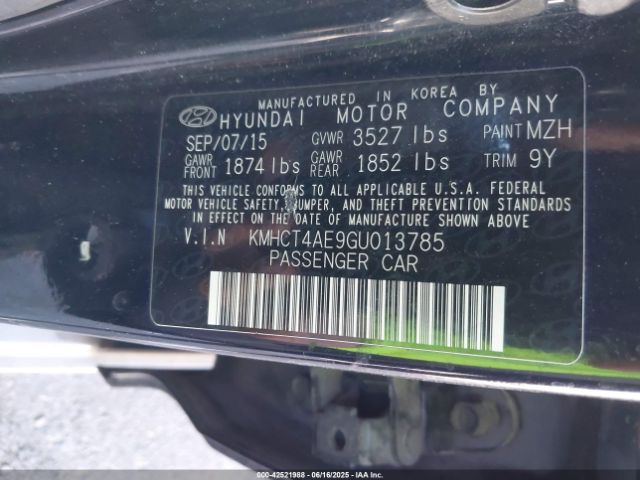 MANUFACTURED IN KOREA BY
HYUNDAI MOTOR COMPANY
SEP/07/15 GVWR 3527 lbs PAINT MZH
GAWR FRONT 1874 lbs GAWR REAR 1852 lbs TRIM 9Y
THIS VEHICLE CONFORMS TO ALL APPLICABLE U.S.A. FEDERAL
MOTOR VEHICLE SAFETY, BUMPER, AND THEFT PREVENTION STANDARDS
IN EFFECT ON THE DATE OF MANUFACTURE SHOWN ABOVE.
V.I.N KMHCT4AE9GU013785
PASSENGER CAR
000-42521988 - 06/16/2025 - IAAI.COM